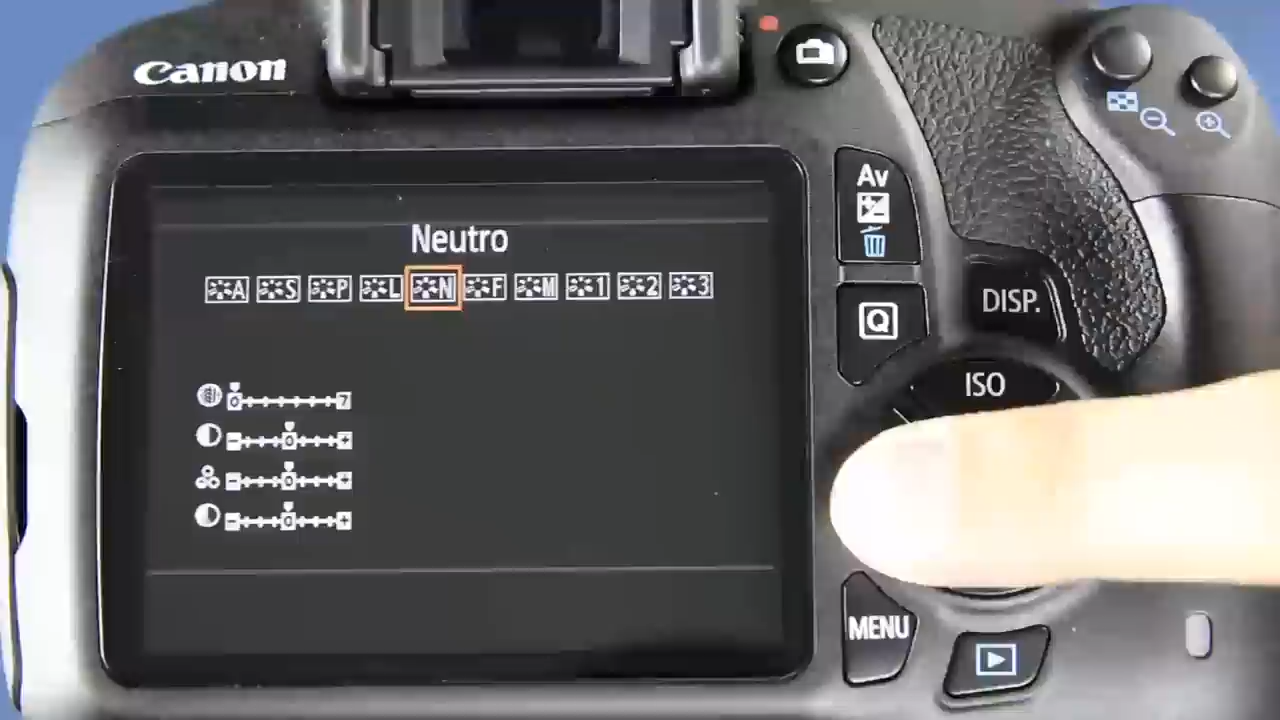 Canon
Neutro
A S P L N F M 1 2 3
0 7
- 0 +
- 0 +
- 0 +
Av
Q
DISP.
ISO
MENU